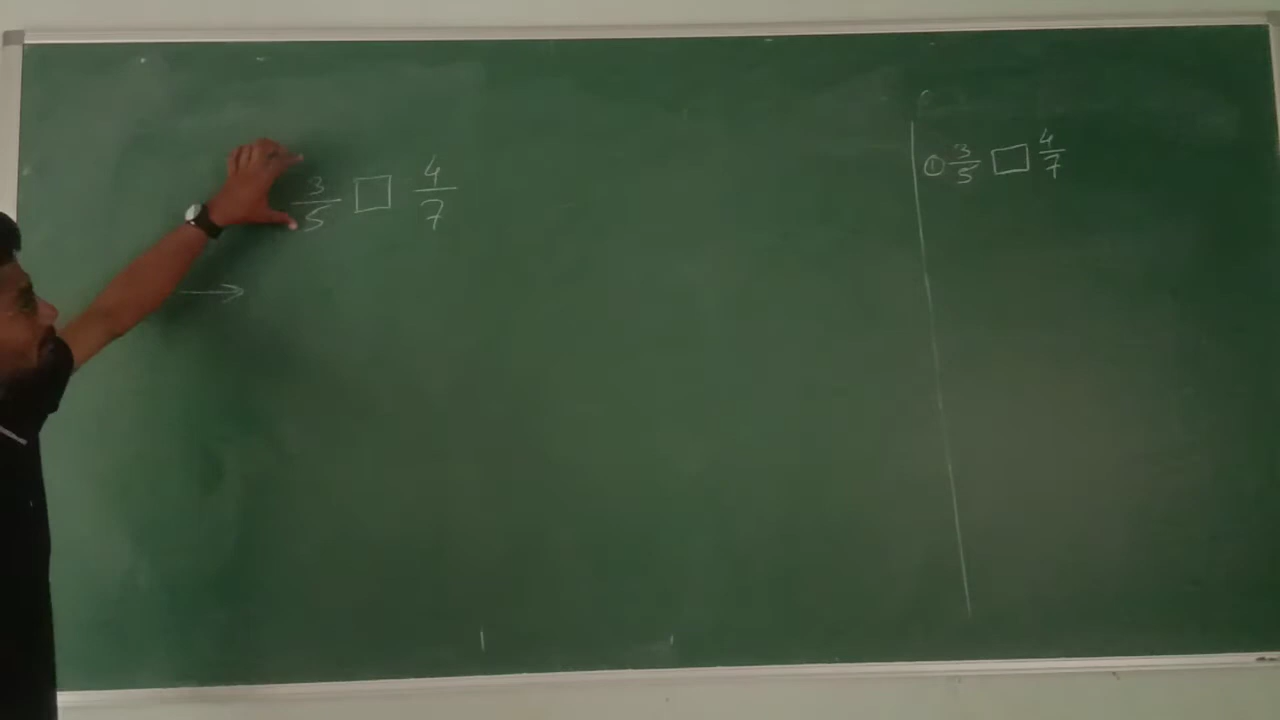 3/5 □ 4/7
→
① 3/5 □ 4/7